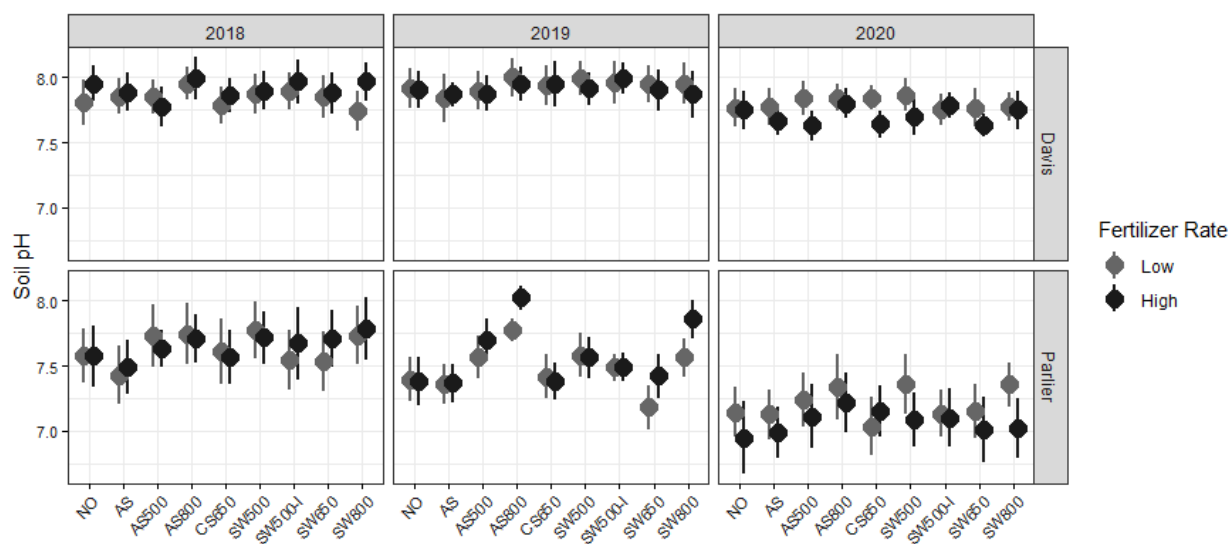 2018 2019 2020
8.0
7.5
7.0
Davis
Soil pH
8.0
7.5
7.0
Parlier
NO AS AS500 AS800 CS650 SW500 SW500-I SW650 SW800 NO AS AS500 AS800 CS650 SW500 SW500-I SW650 SW800 NO AS AS500 AS800 CS650 SW500 SW500-I SW650 SW800
Fertilizer Rate
Low
High